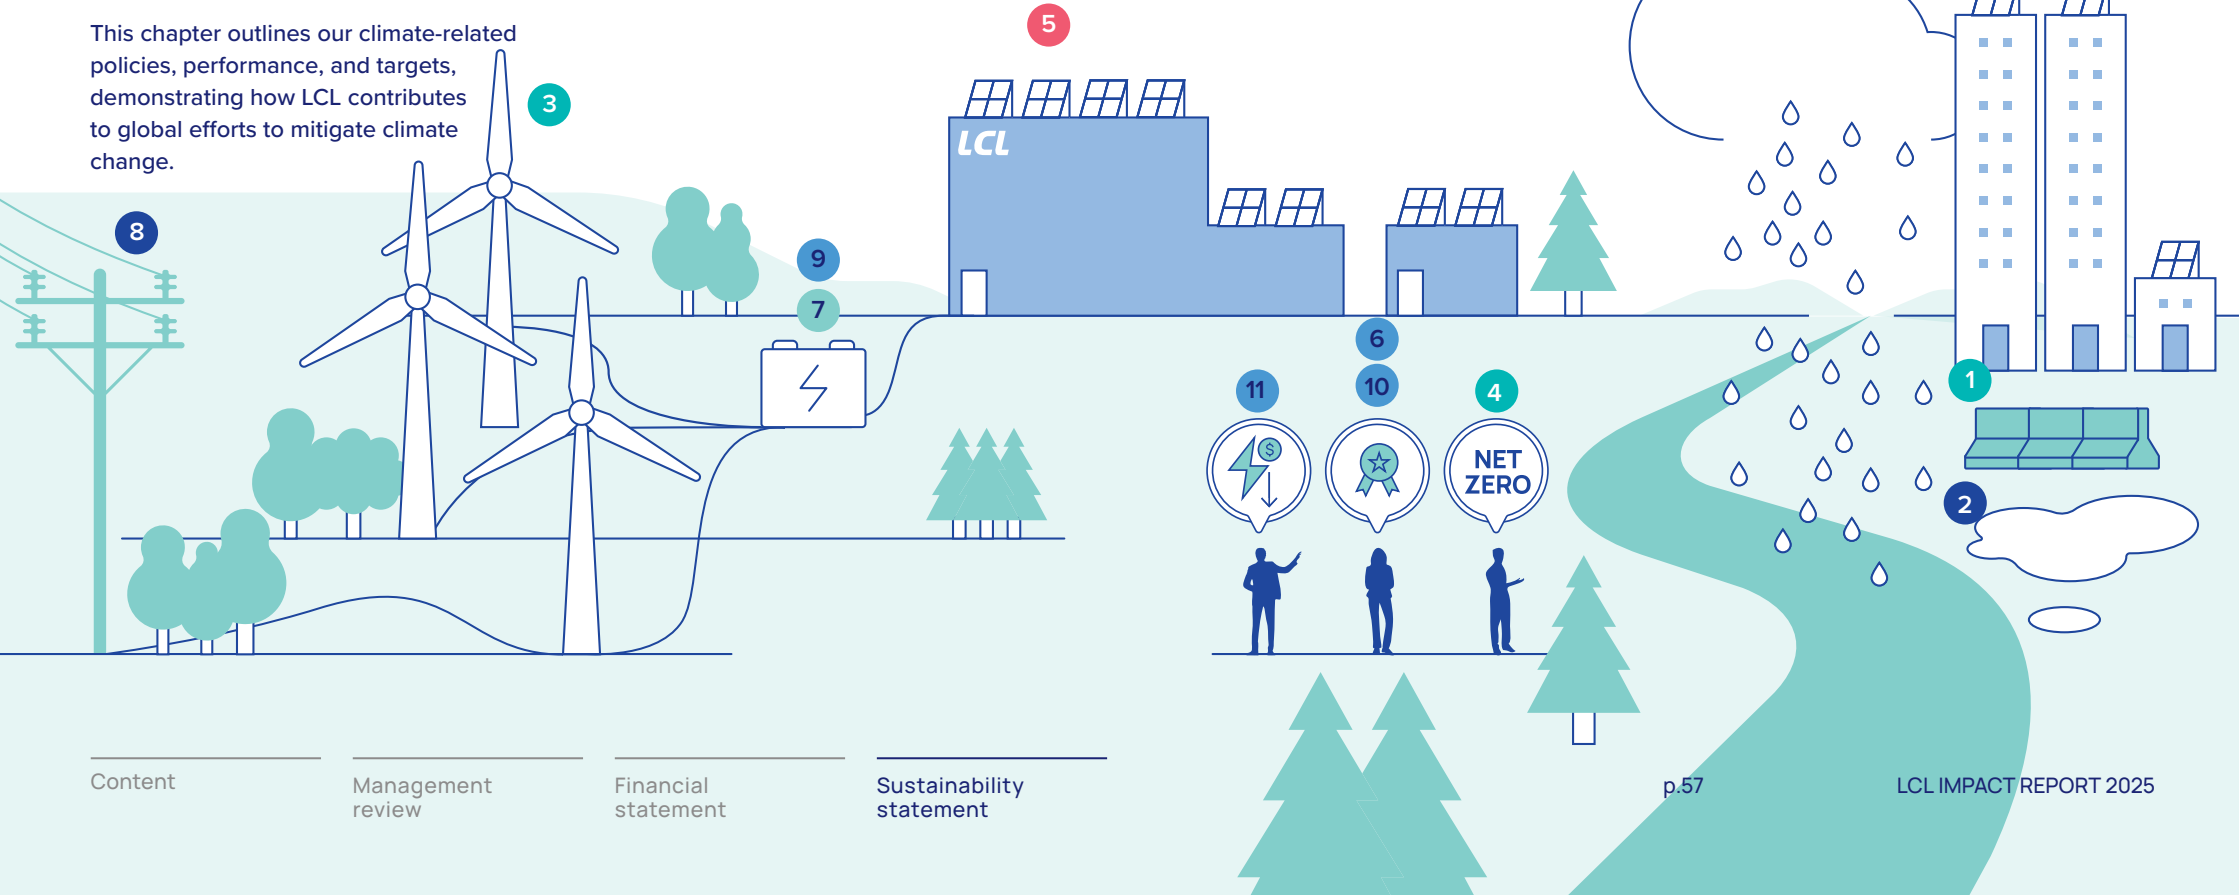 This chapter outlines our climate-related
policies, performance, and targets,
demonstrating how LCL contributes
to global efforts to mitigate climate
change.
5
3
LCL
8
9
7
6
11
10
4
1
$
NET
ZERO
2
Content
Management
review
Financial
statement
Sustainability
statement
p.57
LCL IMPACT REPORT 2025